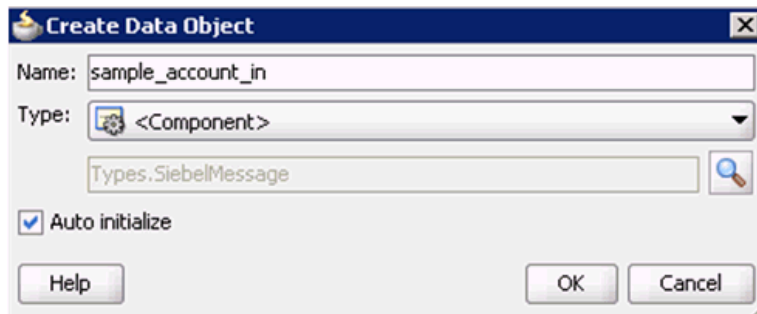 Create Data Object
Name: sample_account_in
Type: <Component>
Types.SiebelMessage
Auto initialize
Help OK Cancel